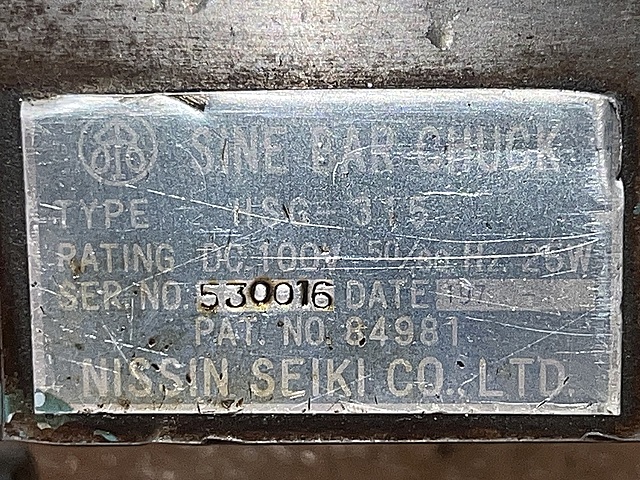 SINE BAR CHUCK
TYPE HSG-315
RATING DC 100V 50/60 Hz 25W
SER. NO. 530016 DATE
PAT. NO. 84981
NISSIN SEIKI CO., LTD.